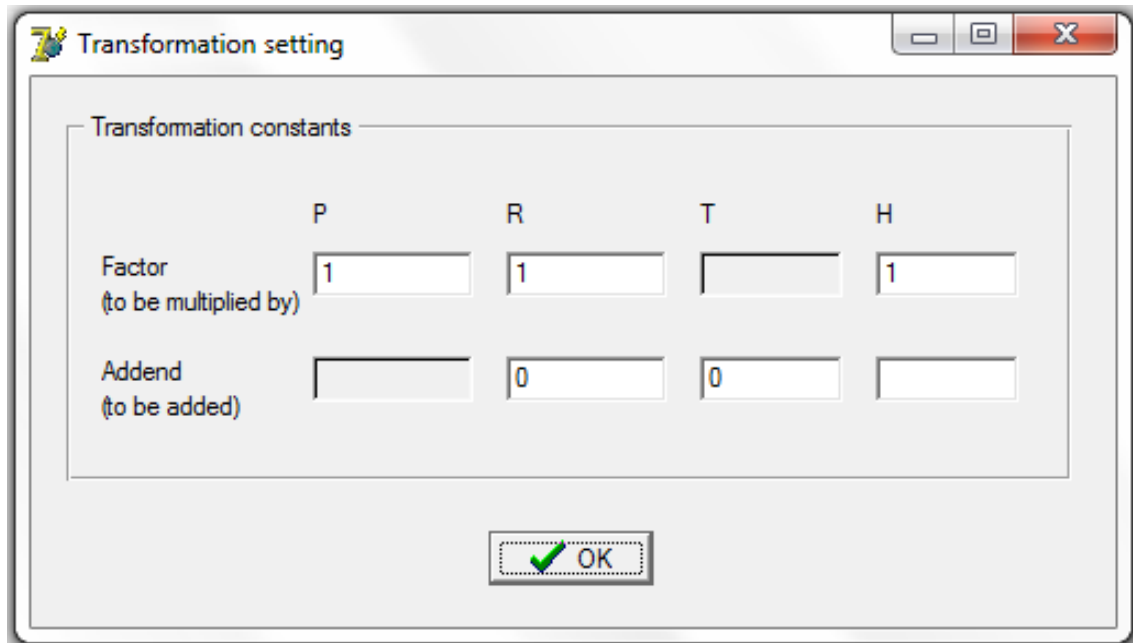 Transformation setting
Transformation constants
P R T H
Factor
(to be multiplied by)
1 1 1
Addend
(to be added)
0 0
OK